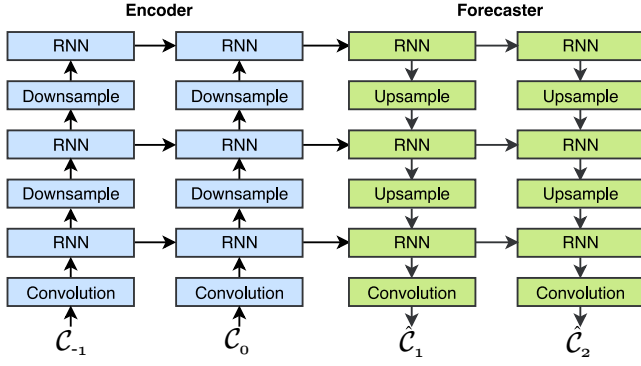 Encoder Forecaster
RNN RNN RNN RNN
Downsample Downsample Upsample Upsample
RNN RNN RNN RNN
Downsample Downsample Upsample Upsample
RNN RNN RNN RNN
Convolution Convolution Convolution Convolution
𝒞₋₁ 𝒞₀ 𝒞̂₁ 𝒞̂₂